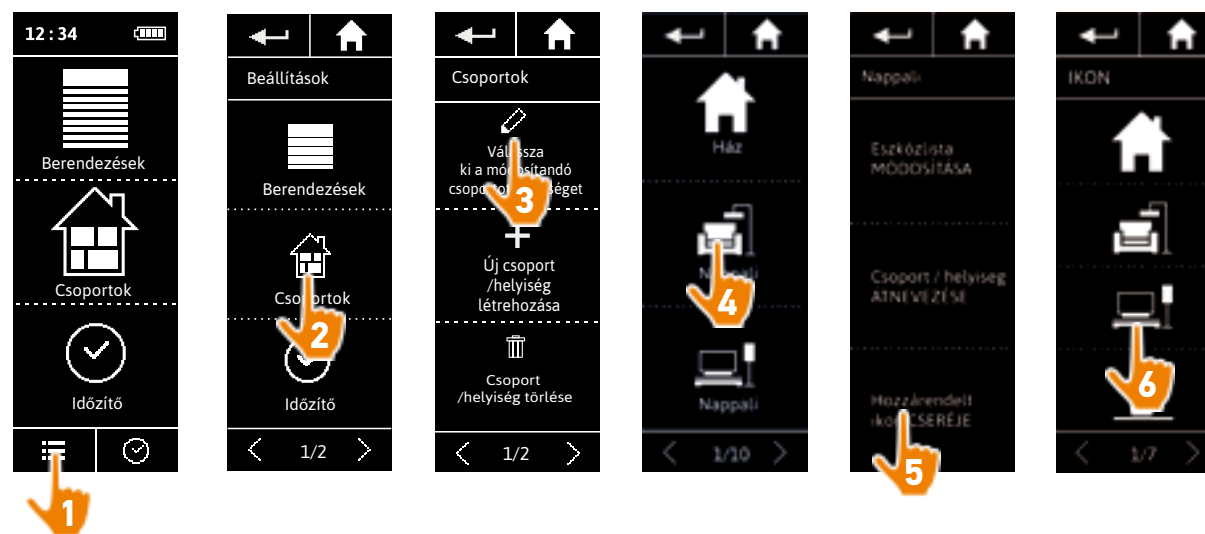 12:34
Berendezések
Csoportok
Időzítő
1
Beállítások
Berendezések
Csoportok
2
Időzítő
1/2
Csoportok
Válassza
ki a módosítandó
3
Új csoport
/helyiség
létrehozása
Csoport
/helyiség törlése
1/2
Ház
Nappali
4
Nappali
1/10
Nappali
Eszközlista
MÓDOSÍTÁSA
Csoport / helyiség
ÁTNEVEZÉSE
Hozzárendelt
ikon CSERÉJE
5
IKON
6
1/7